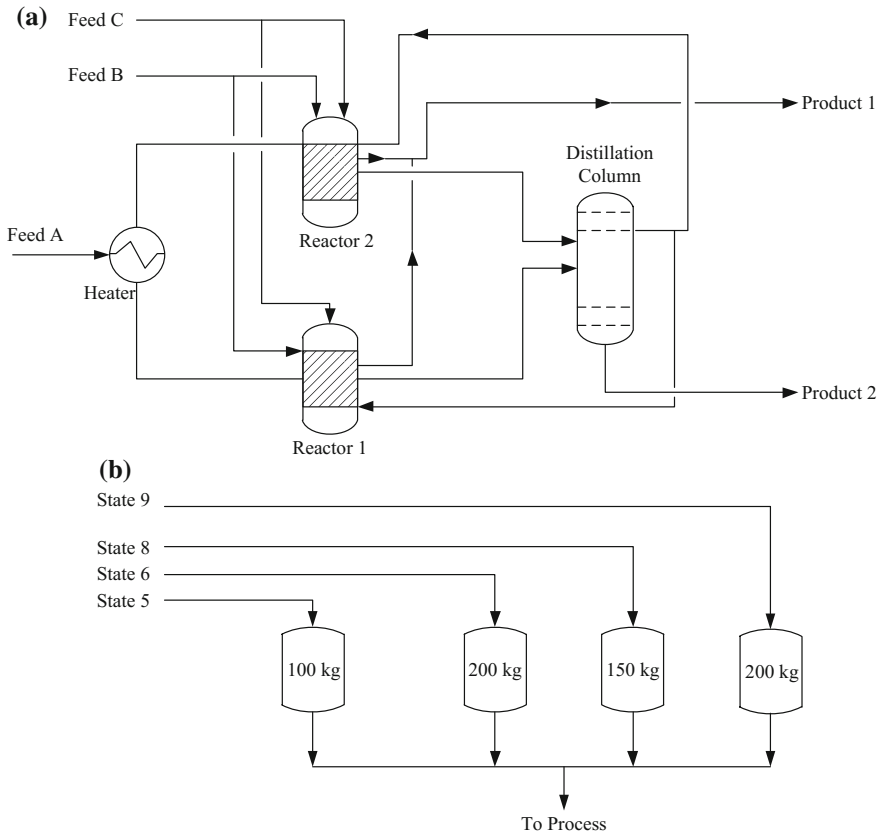 (a)
Feed C
Feed B
Product 1
Distillation
Column
Feed A
Reactor 2
Heater
Product 2
Reactor 1
(b)
State 9
State 8
State 6
State 5
100 kg
200 kg
150 kg
200 kg
To Process